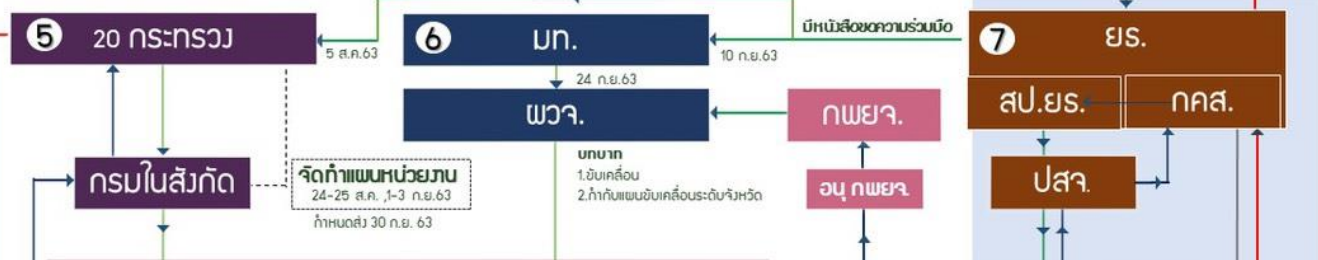 5 20 กระทรวง
5 ส.ค.63
6 มท.
มีหนังสือขอความร่วมมือ
10 ก.ย.63
7 ยธ.
24 ก.ย.63
สป.ยธ.
กคส.
ผวจ.
กพยจ.
กรมในสังกัด
จัดทำแผนหน่วยงาน
24-25 ส.ค. ,1-3 ก.ย.63
กำหนดส่ง 30 ก.ย. 63
บทบาท
1.ขับเคลื่อน
2.กำกับแผนขับเคลื่อนระดับจังหวัด
อนุ กพยจ.
ปสจ.